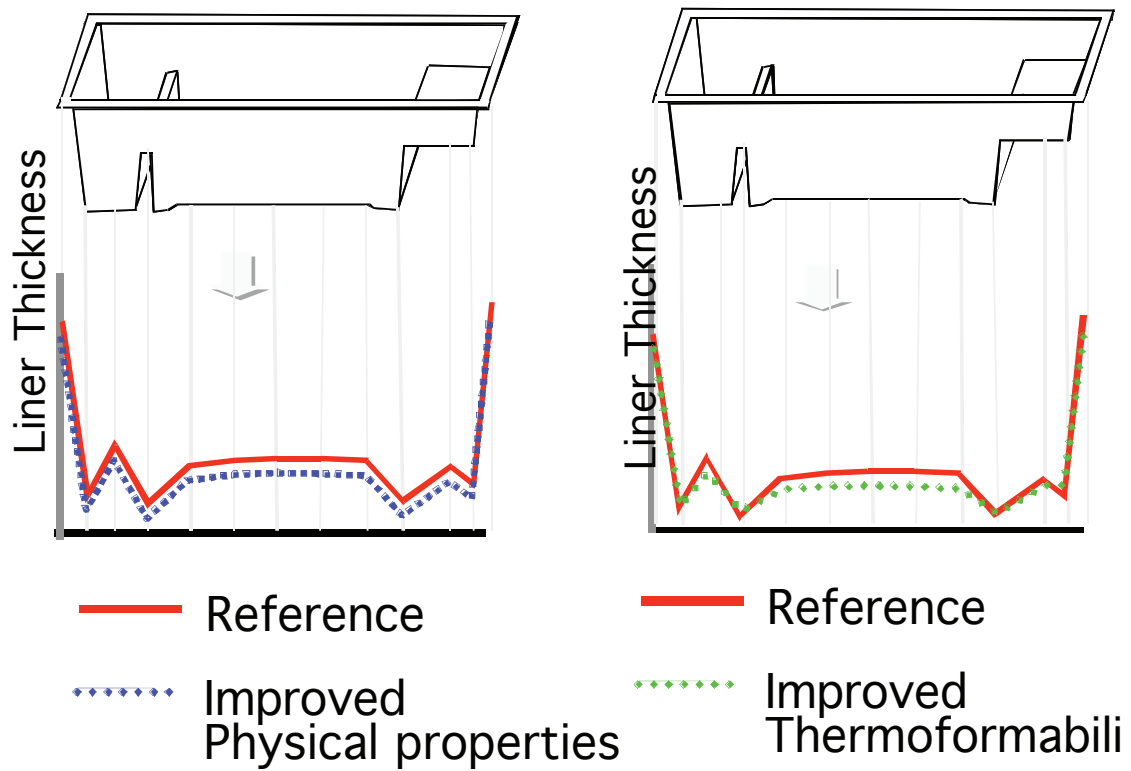 Liner Thickness
Liner Thickness
Reference
Improved
Physical properties
Reference
Improved
Thermoformabili